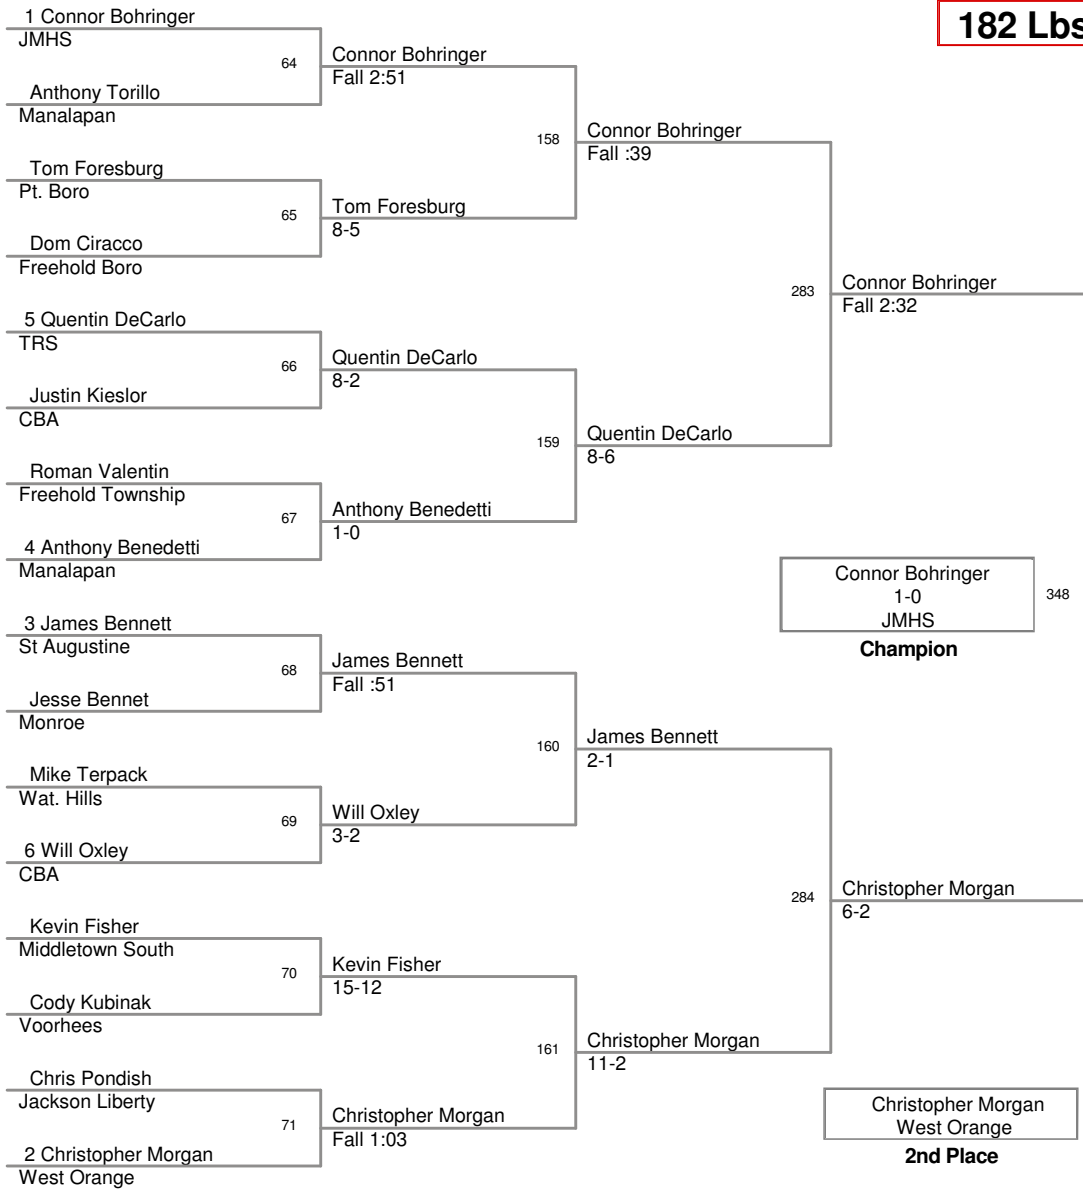 182 Lbs
1 Connor Bohringer
JMHS
64
Anthony Torillo
Manalapan
Connor Bohringer
Fall 2:51
Tom Foresburg
Pt. Boro
65
Dom Ciracco
Freehold Boro
Tom Foresburg
8-5
158
Connor Bohringer
Fall :39
5 Quentin DeCarlo
TRS
66
Justin Kieslor
CBA
Quentin DeCarlo
8-2
Roman Valentin
Freehold Township
67
4 Anthony Benedetti
Manalapan
Anthony Benedetti
1-0
159
Quentin DeCarlo
8-6
283
Connor Bohringer
Fall 2:32
Connor Bohringer
1-0
JMHS
348
Champion
3 James Bennett
St Augustine
68
Jesse Bennet
Monroe
James Bennett
Fall :51
Mike Terpack
Wat. Hills
69
6 Will Oxley
CBA
Will Oxley
3-2
160
James Bennett
2-1
Kevin Fisher
Middletown South
70
Cody Kubinak
Voorhees
Kevin Fisher
15-12
Chris Pondish
Jackson Liberty
71
2 Christopher Morgan
West Orange
Christopher Morgan
Fall 1:03
161
Christopher Morgan
11-2
284
Christopher Morgan
6-2
Christopher Morgan
West Orange
2nd Place